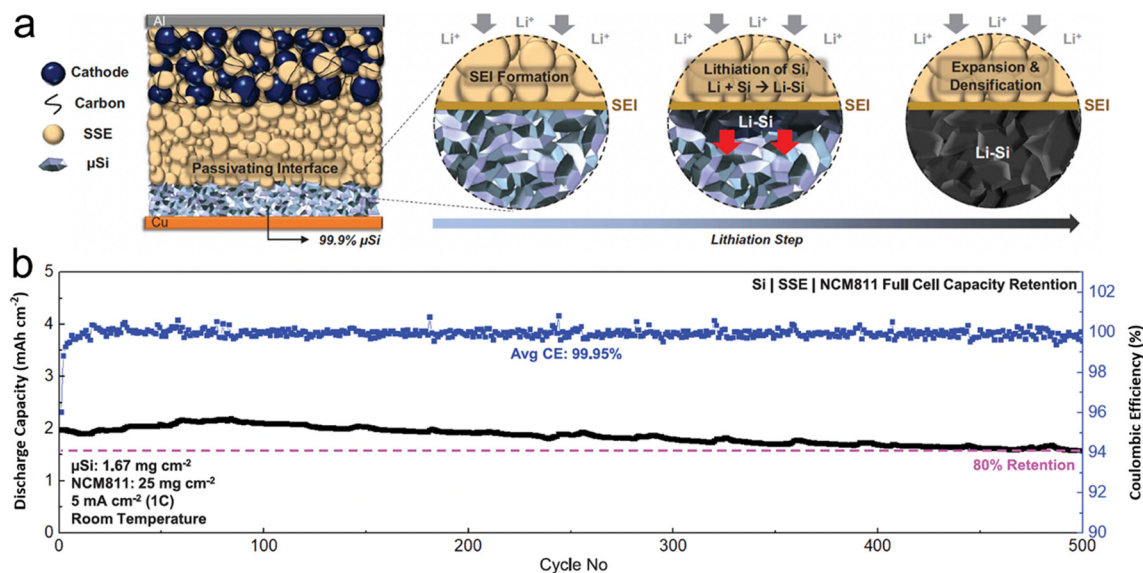 a
Al
Cathode
Carbon
SSE
µSi
Passivating Interface
Cu
99.9% µSi
Li⁺
Li⁺ Li⁺
SEI Formation
SEI
Li⁺
Li⁺ Li⁺
Lithiation of Si,
Li + Si → Li-Si
SEI
Li-Si
Li⁺
Li⁺ Li⁺
Expansion &
Densification
SEI
Li-Si
Lithiation Step
b
Si | SSE | NCM811 Full Cell Capacity Retention
Avg CE: 99.95%
80% Retention
µSi: 1.67 mg cm⁻²
NCM811: 25 mg cm⁻²
5 mA cm⁻² (1C)
Room Temperature
Discharge Capacity (mAh cm⁻²)
5
4
3
2
1
0
Coulombic Efficiency (%)
102
100
98
96
94
92
90
0 100 200 300 400 500
Cycle No